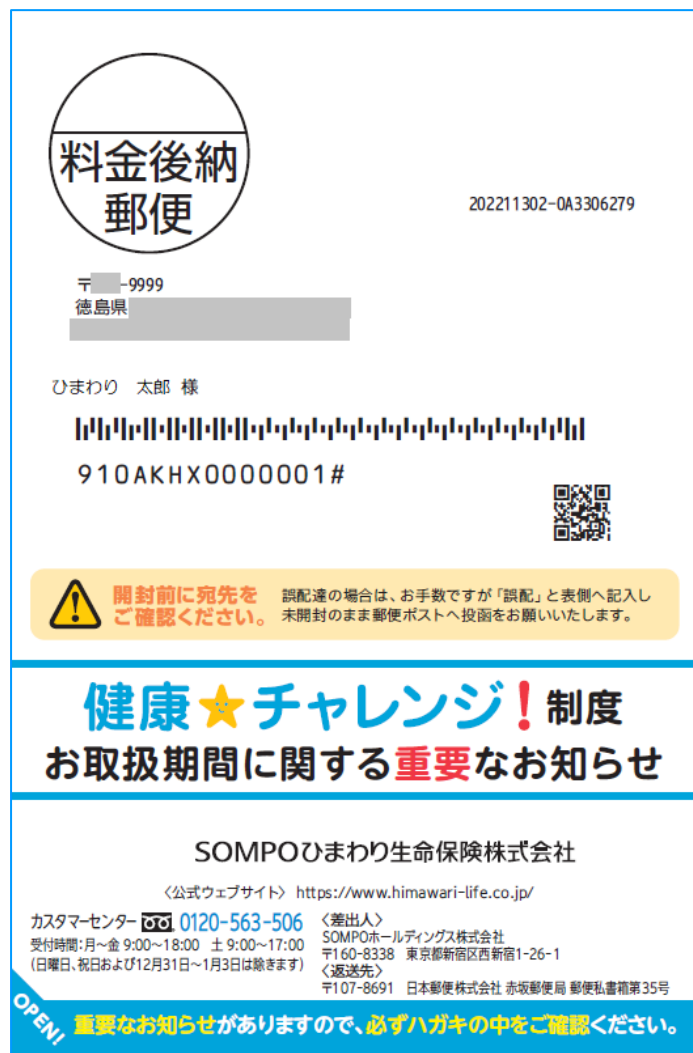 料金後納
郵便
202211302-0A3306279
〒 -9999
徳島県
ひまわり 太郎 様
910AKHX0000001#
開封前に宛先を
ご確認ください。
誤配達の場合は、お手数ですが「誤配」と表側へ記入し
未開封のまま郵便ポストへ投函をお願いいたします。
健康★チャレンジ!制度
お取扱期間に関する重要なお知らせ
SOMPOひまわり生命保険株式会社
〈公式ウェブサイト〉 https://www.himawari-life.co.jp/
カスタマーセンター 0120-563-506
受付時間:月~金 9:00~18:00 土 9:00~17:00
(日曜日、祝日および12月31日~1月3日は除きます)
〈差出人〉
SOMPOホールディングス株式会社
〒160-8338 東京都新宿区西新宿1-26-1
〈返送先〉
〒107-8691 日本郵便株式会社 赤坂郵便局 郵便私書箱第35号
OPEN!
重要なお知らせがありますので、必ずハガキの中をご確認ください。